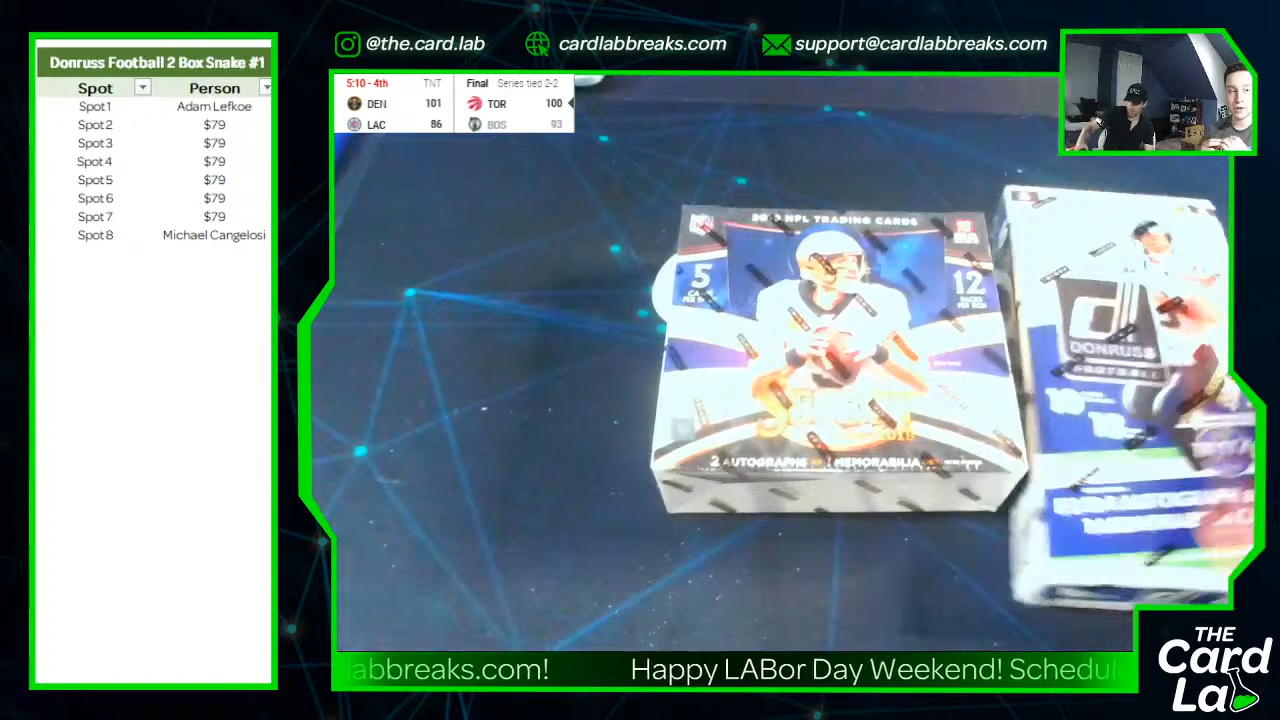 @the.card.lab
cardlabbreaks.com
support@cardlabbreaks.com
Donruss Football 2 Box Snake #1
Spot Person
Spot 1 Adam Lefkoe
Spot 2 $79
Spot 3 $79
Spot 4 $79
Spot 5 $79
Spot 6 $79
Spot 7 $79
Spot 8 Michael Cangelosi
5:10 - 4th TNT
DEN 101
LAC 86
Final Series tied 2-2
TOR 100
BOS 93
NFL TRADING CARDS
5
12
2 AUTOGRAPHS MEMORABILIA
DONRUSS
FOOTBALL
labbreaks.com! Happy LABor Day Weekend! Schedul
THE
Card
Lab